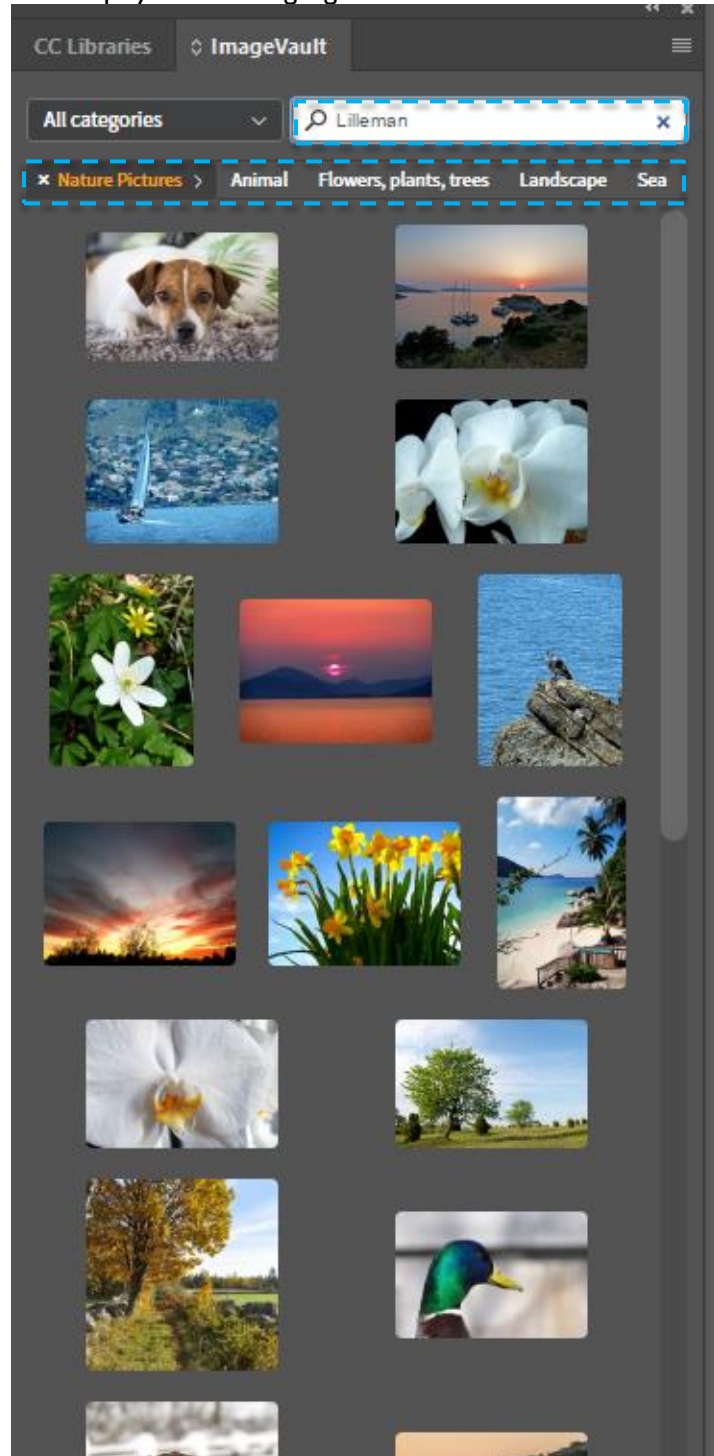 CC Libraries ImageVault
All categories Lilleman
Nature Pictures > Animal Flowers, plants, trees Landscape Sea